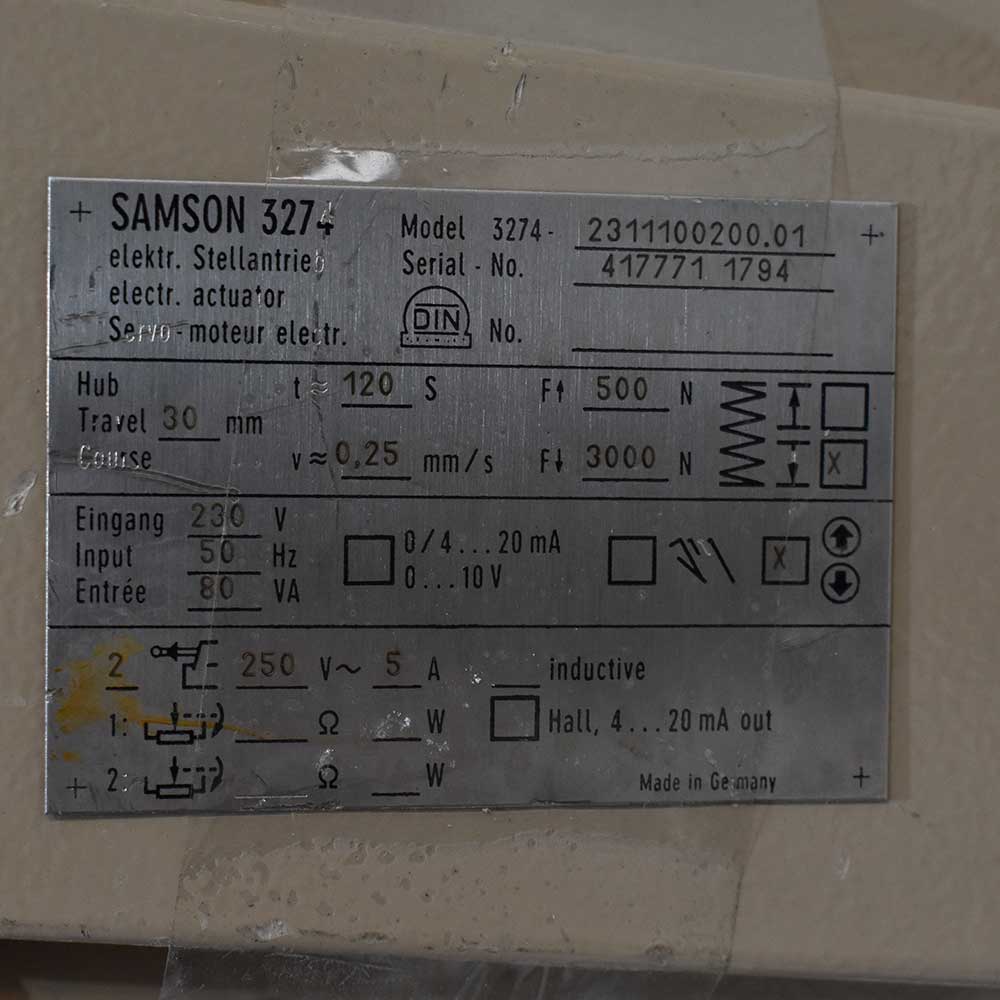 SAMSON 3274
elektr. Stellantrieb
electr. actuator
Servo-moteur electr.
Model 3274- 2311100200.01
Serial-No. 417771 1794
DIN No.
Hub
Travel 30 mm
Course
t ≈ 120 S
v ≈ 0,25 mm/s
F↑ 500 N
F↓ 3000 N
X
Eingang 230 V
Input 50 Hz
Entrée 80 VA
0/4...20 mA
0...10 V
X
2 250 V~ 5 A
1: Ω W
2: Ω W
inductive
Hall, 4...20 mA out
Made in Germany